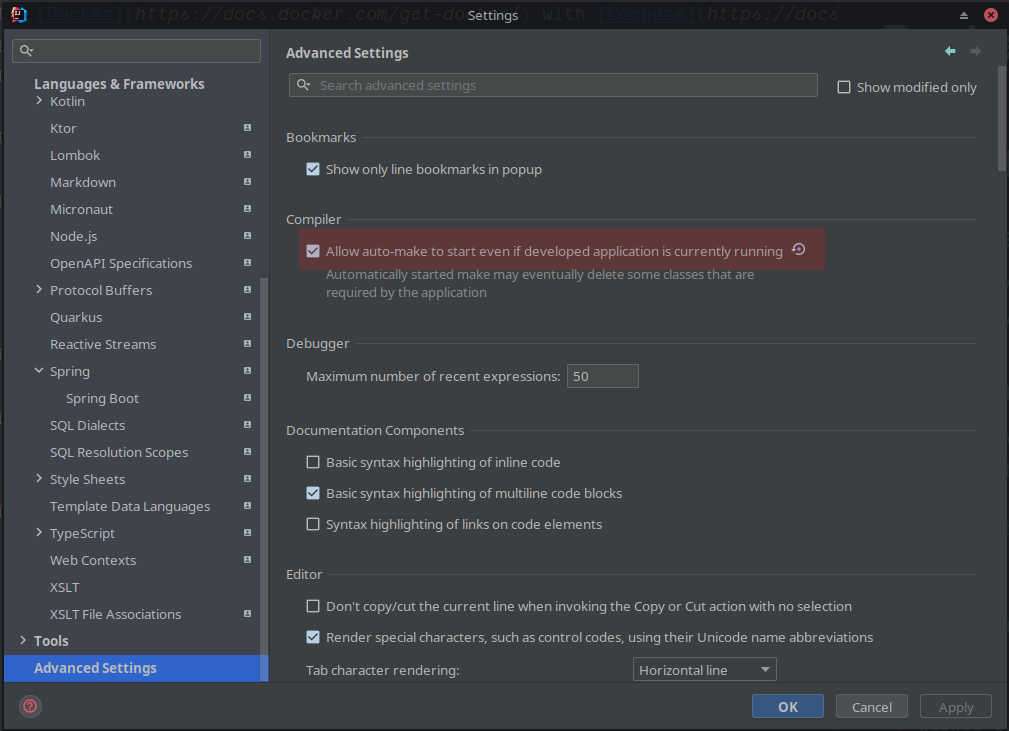 [Docker](https://docs.docker.com/get-do
) with [Compose](https://docs
Settings
Languages & Frameworks
Kotlin
Ktor
Lombok
Markdown
Micronaut
Node.js
OpenAPI Specifications
Protocol Buffers
Quarkus
Reactive Streams
Spring
Spring Boot
SQL Dialects
SQL Resolution Scopes
Style Sheets
Template Data Languages
TypeScript
Web Contexts
XSLT
XSLT File Associations
Tools
Advanced Settings
Advanced Settings
Search advanced settings
Show modified only
Bookmarks
Show only line bookmarks in popup
Compiler
Allow auto-make to start even if developed application is currently running
Automatically started make may eventually delete some classes that are
required by the application
Debugger
Maximum number of recent expressions: 50
Documentation Components
Basic syntax highlighting of inline code
Basic syntax highlighting of multiline code blocks
Syntax highlighting of links on code elements
Editor
Don't copy/cut the current line when invoking the Copy or Cut action with no selection
Render special characters, such as control codes, using their Unicode name abbreviations
Tab character rendering: Horizontal line
? OK Cancel Apply